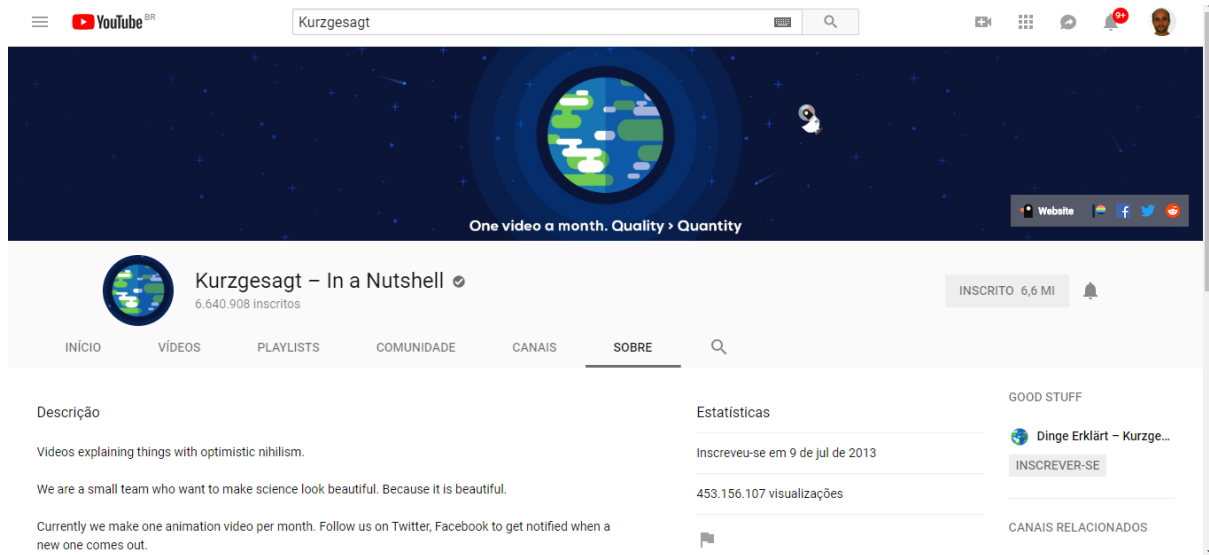 YouTube BR
Kurzgesagt
9+
One video a month. Quality > Quantity
Website
Kurzgesagt – In a Nutshell
6.640.908 inscritos
INSCRITO 6,6 MI
INÍCIO VÍDEOS PLAYLISTS COMUNIDADE CANAIS SOBRE
Descrição
Videos explaining things with optimistic nihilism.
We are a small team who want to make science look beautiful. Because it is beautiful.
Currently we make one animation video per month. Follow us on Twitter, Facebook to get notified when a
new one comes out.
Estatísticas
Inscreveu-se em 9 de jul de 2013
453.156.107 visualizações
GOOD STUFF
Dinge Erklärt – Kurzge...
INSCREVER-SE
CANAIS RELACIONADOS